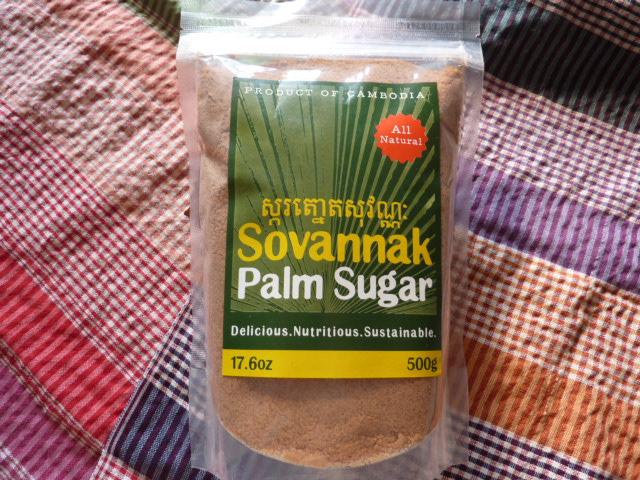 PRODUCT OF CAMBODIA
All
Natural
ស្ករត្នោតសុវណ្ណៈ
Sovannak
Palm Sugar
Delicious.Nutritious.Sustainable.
17.6oz 500g